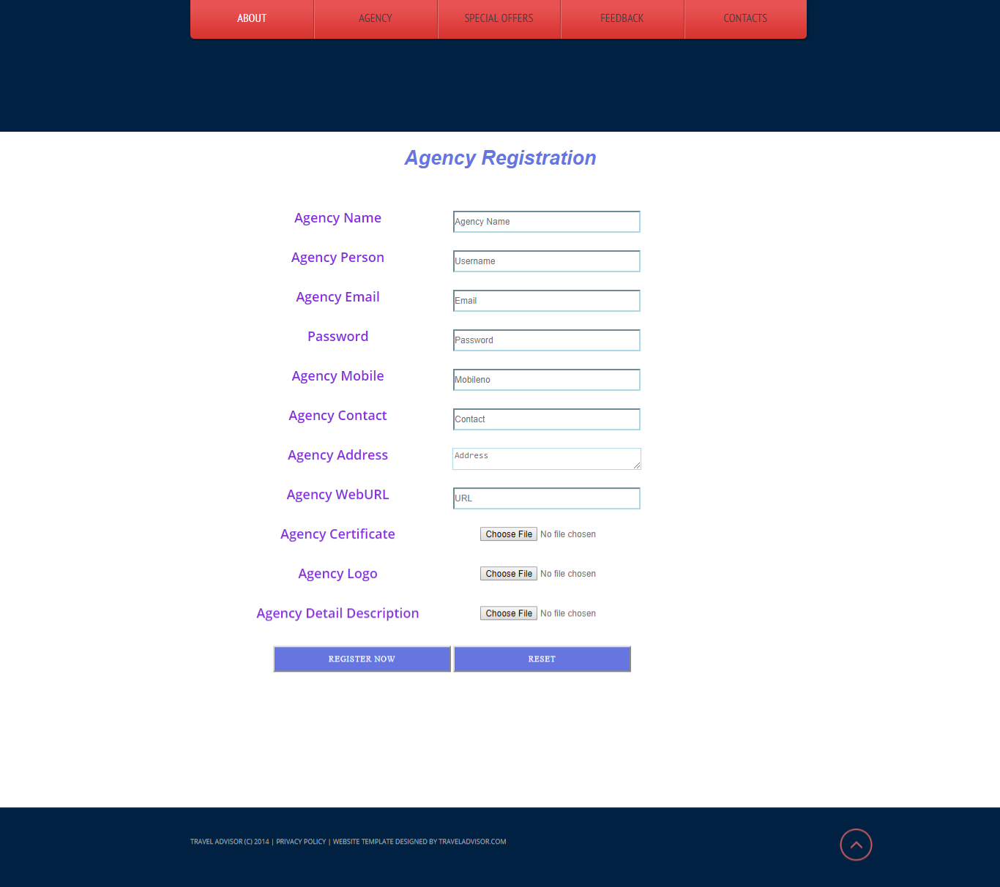 ABOUT AGENCY SPECIAL OFFERS FEEDBACK CONTACTS
Agency Registration
Agency Name Agency Name
Agency Person Username
Agency Email Email
Password Password
Agency Mobile Mobileno
Agency Contact Contact
Agency Address Address
Agency WebURL URL
Agency Certificate Choose File No file chosen
Agency Logo Choose File No file chosen
Agency Detail Description Choose File No file chosen
REGISTER NOW RESET
TRAVEL ADVISOR (C) 2014 | PRIVACY POLICY | WEBSITE TEMPLATE DESIGNED BY TRAVELADVISOR.COM